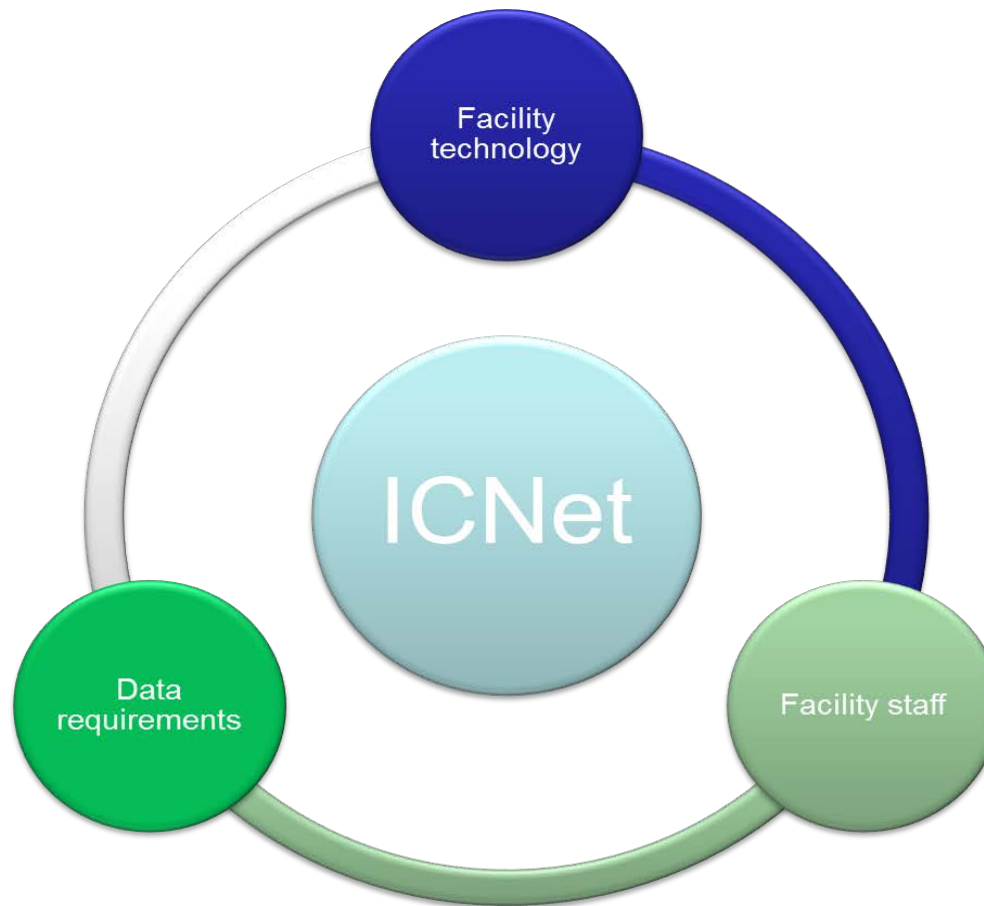 Facility
technology
ICNet
Data
requirements
Facility staff